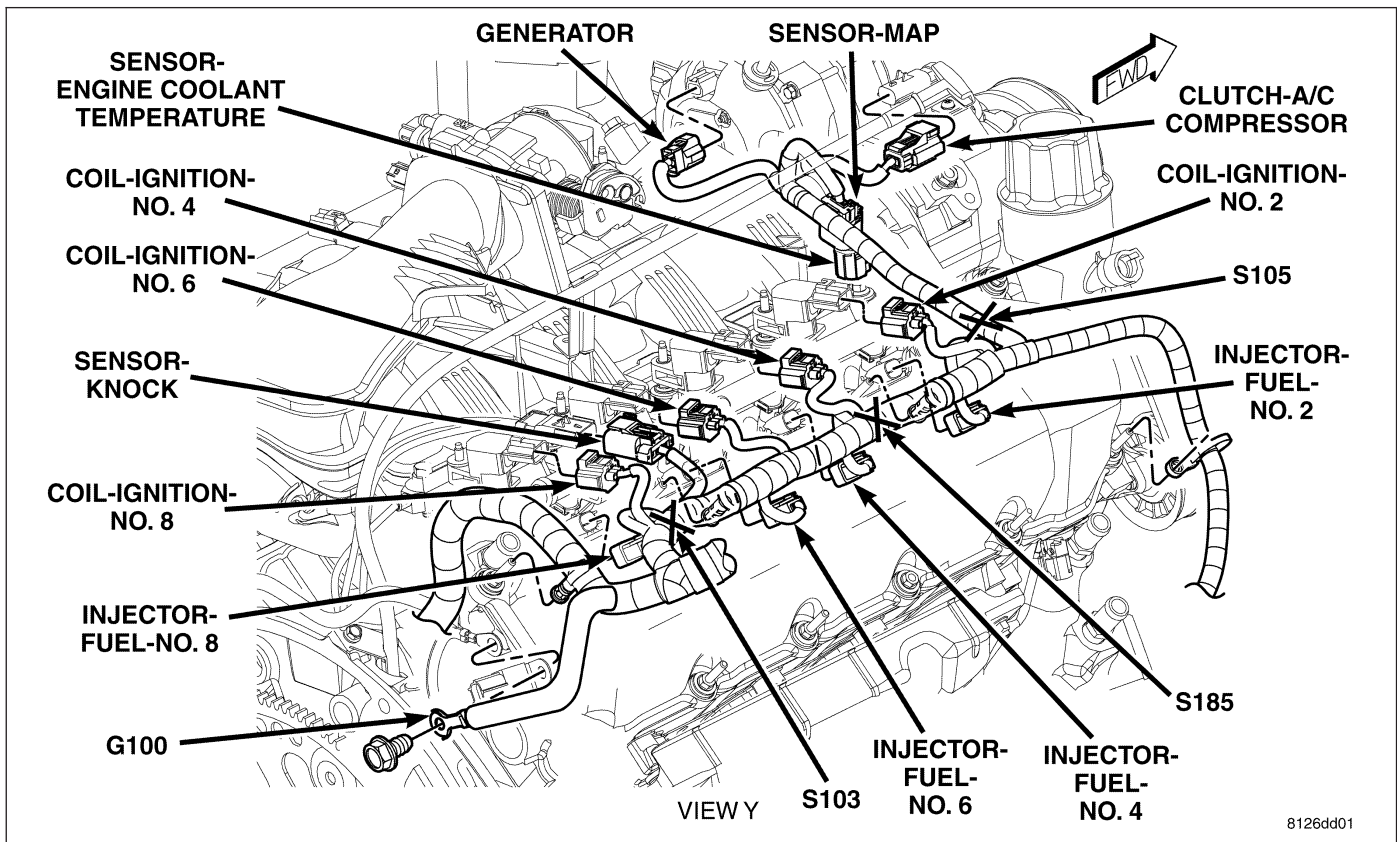 GENERATOR
SENSOR-MAP
FWD
SENSOR-
ENGINE COOLANT
TEMPERATURE
CLUTCH-A/C
COMPRESSOR
COIL-IGNITION-
NO. 4
COIL-IGNITION-
NO. 2
COIL-IGNITION-
NO. 6
S105
SENSOR-
KNOCK
INJECTOR-
FUEL-
NO. 2
COIL-IGNITION-
NO. 8
INJECTOR-
FUEL-NO. 8
S185
G100
INJECTOR-
FUEL-
NO. 6
INJECTOR-
FUEL-
NO. 4
S103
VIEW Y
8126dd01